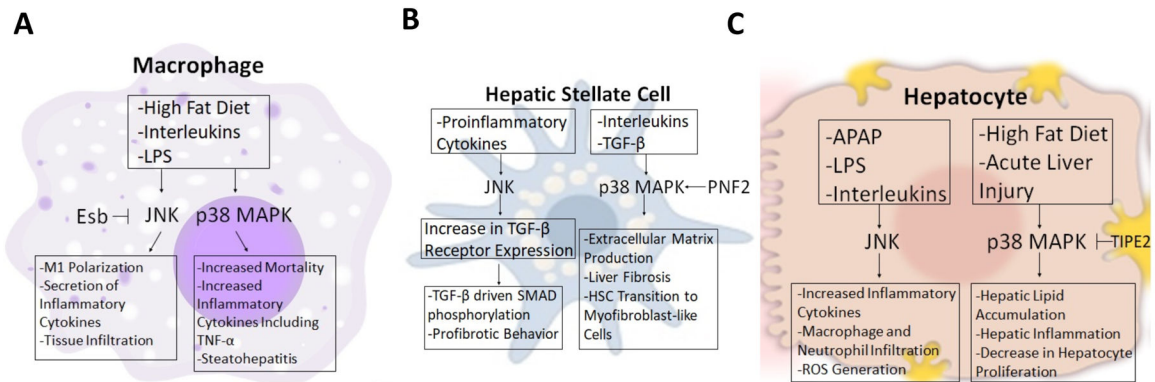 A
Macrophage
-High Fat Diet
-Interleukins
-LPS
Esb
JNK
p38 MAPK
-M1 Polarization
-Secretion of
Inflammatory
Cytokines
-Tissue Infiltration
-Increased Mortality
-Increased
Inflammatory
Cytokines Including
TNF-α
-Steatohepatitis
B
Hepatic Stellate Cell
-Proinflammatory
Cytokines
-Interleukins
-TGF-β
JNK
p38 MAPK
PNF2
Increase in TGF-β
Receptor Expression
-TGF-β driven SMAD
phosphorylation
-Profibrotic Behavior
-Extracellular Matrix
Production
-Liver Fibrosis
-HSC Transition to
Myofibroblast-like
Cells
C
Hepatocyte
-APAP
-LPS
-Interleukins
-High Fat Diet
-Acute Liver
Injury
JNK
p38 MAPK
TIPE2
-Increased Inflammatory
Cytokines
-Macrophage and
Neutrophil Infiltration
-ROS Generation
-Hepatic Lipid
Accumulation
-Hepatic Inflammation
-Decrease in Hepatocyte
Proliferation